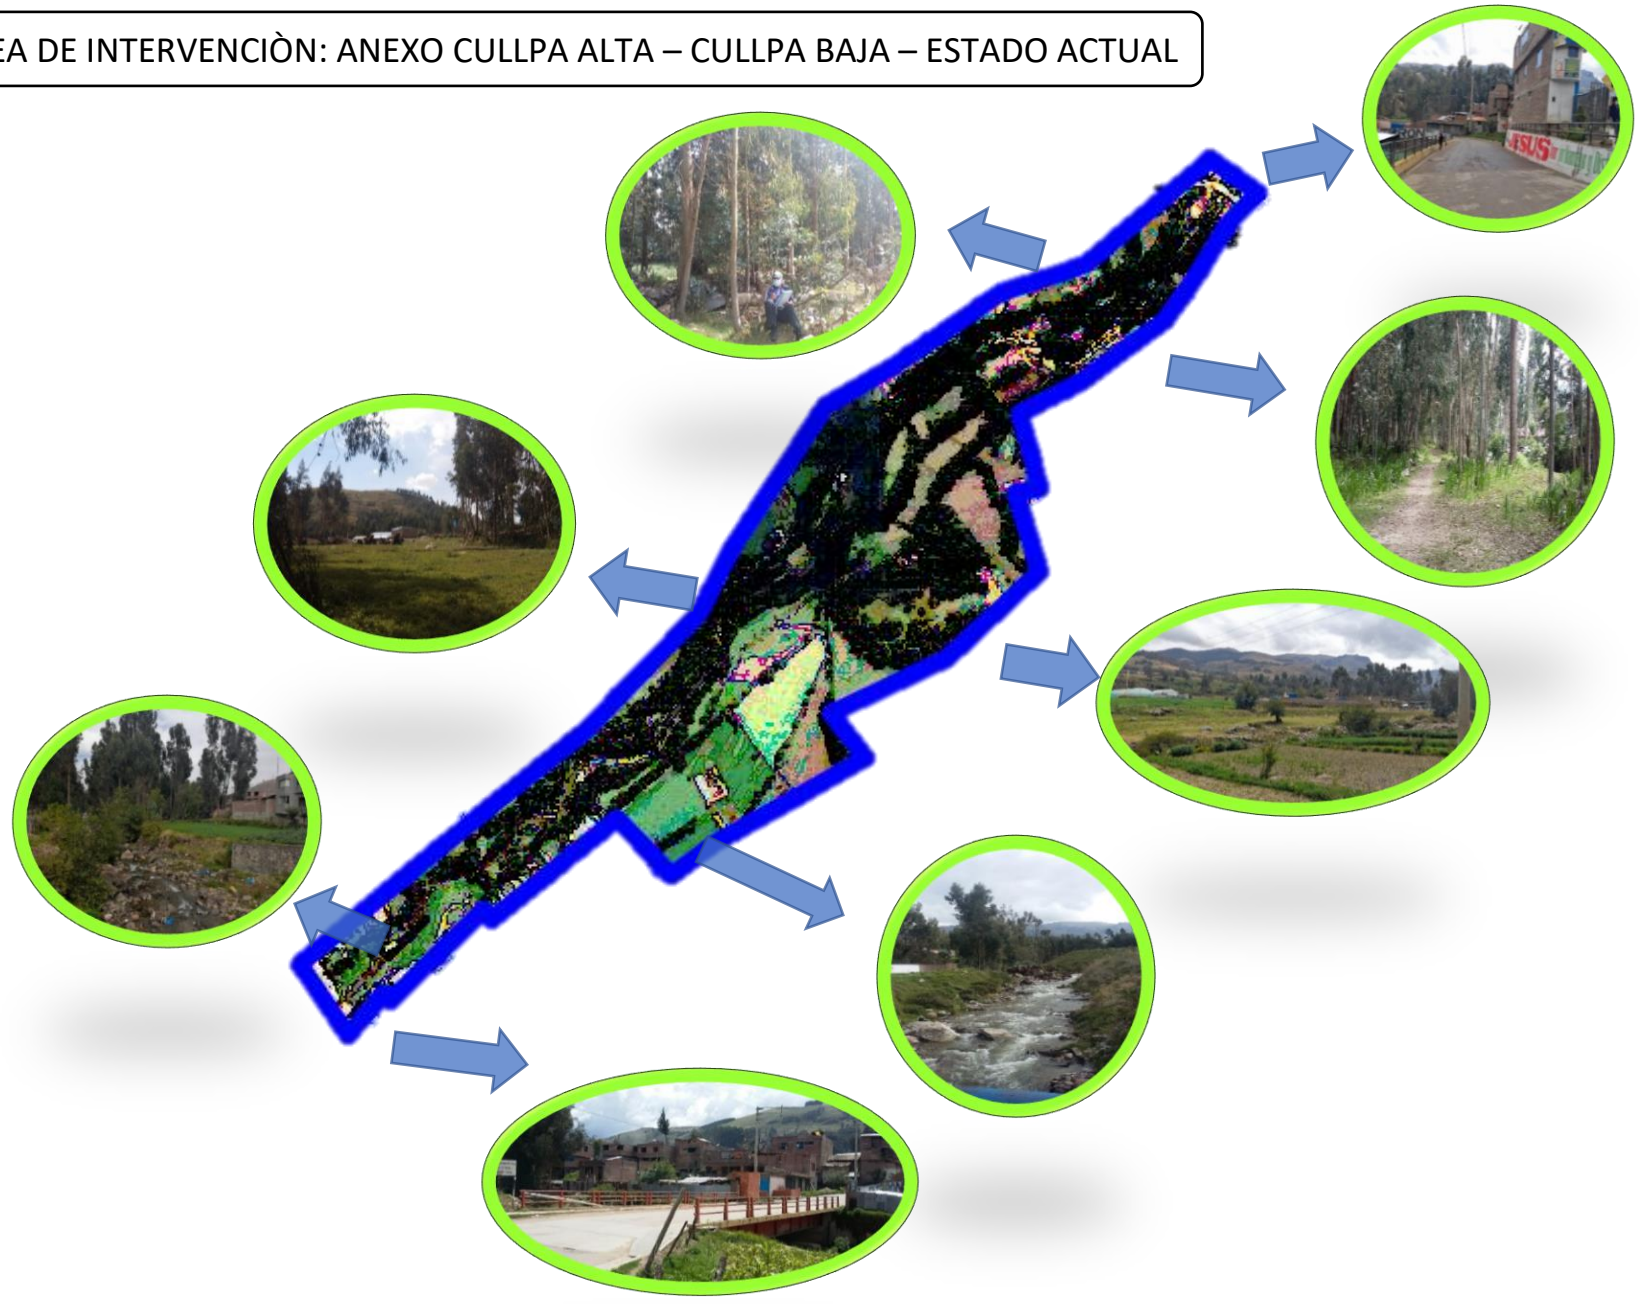 EA DE INTERVENCIÒN: ANEXO CULLPA ALTA – CULLPA BAJA – ESTADO ACTUAL
JESUS